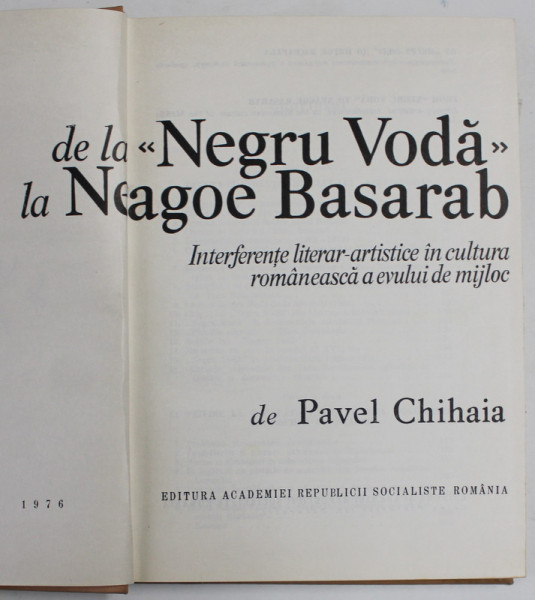 de la «Negru Vodă»
la Neagoe Basarab
Interferențe literar-artistice în cultura
românească a evului de mijloc
de Pavel Chihaia
1976
EDITURA ACADEMIEI REPUBLICII SOCIALISTE ROMÂNIA